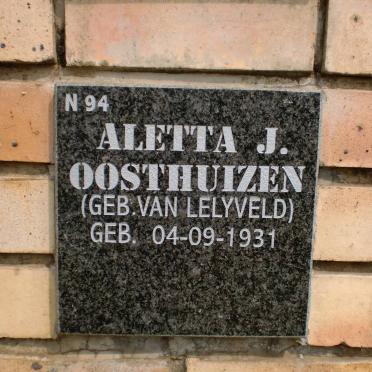 N 94
ALETTA J.
OOSTHUIZEN
(GEB.VAN LELYVELD)
GEB. 04-09-1931